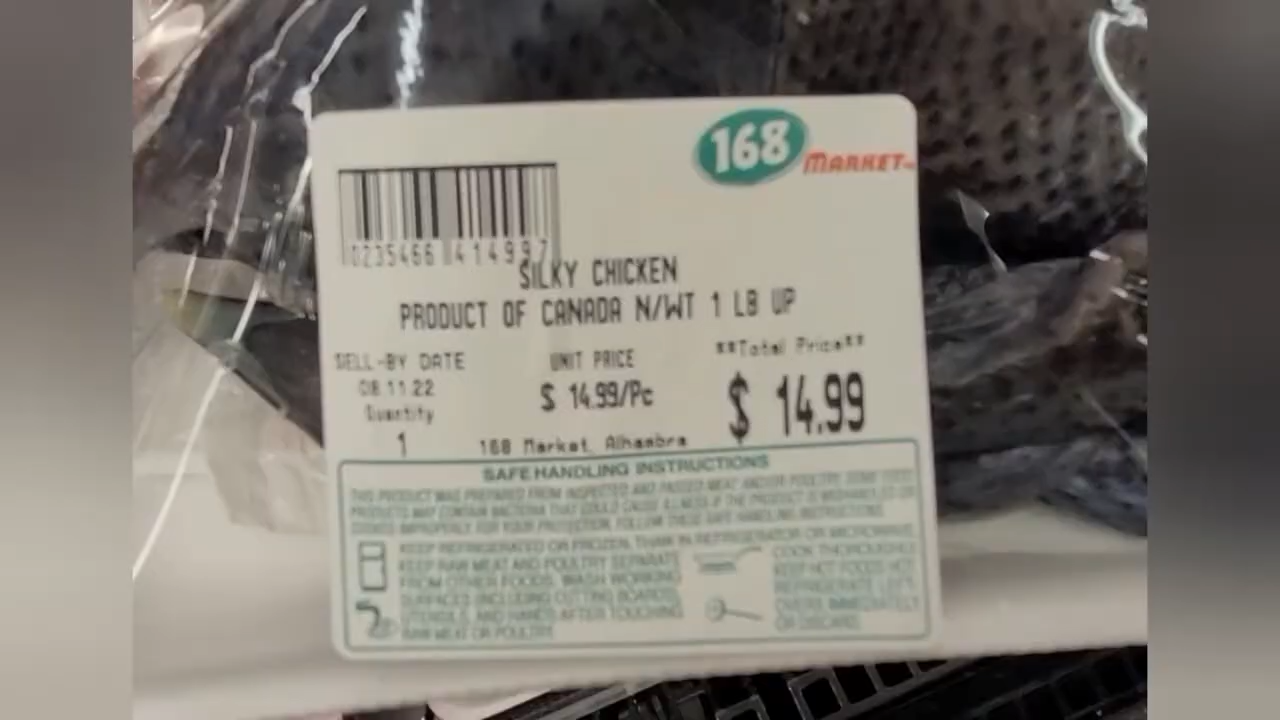 168 MARKET
0235466 414997
SILKY CHICKEN
PRODUCT OF CANADA N/WT 1 LB UP
SELL-BY DATE UNIT PRICE **Total Price**
08.11.22 $ 14.99/Pc $ 14.99
Quantity
1 168 Market, Alhambra
SAFE HANDLING INSTRUCTIONS
THIS PRODUCT WAS PREPARED FROM INSPECTED AND PASSED MEAT AND/OR POULTRY. SOME FOOD
PRODUCTS MAY CONTAIN BACTERIA THAT COULD CAUSE ILLNESS IF THE PRODUCT IS MISHANDLED OR
COOKED IMPROPERLY. FOR YOUR PROTECTION, FOLLOW THESE SAFE HANDLING INSTRUCTIONS.
KEEP REFRIGERATED OR FROZEN. THAW IN REFRIGERATOR OR MICROWAVE.
KEEP RAW MEAT AND POULTRY SEPARATE
FROM OTHER FOODS. WASH WORKING
SURFACES (INCLUDING CUTTING BOARDS),
UTENSILS, AND HANDS AFTER TOUCHING
RAW MEAT OR POULTRY.
COOK THOROUGHLY.
KEEP HOT FOODS HOT.
REFRIGERATE LEFT-
OVERS IMMEDIATELY
OR DISCARD.